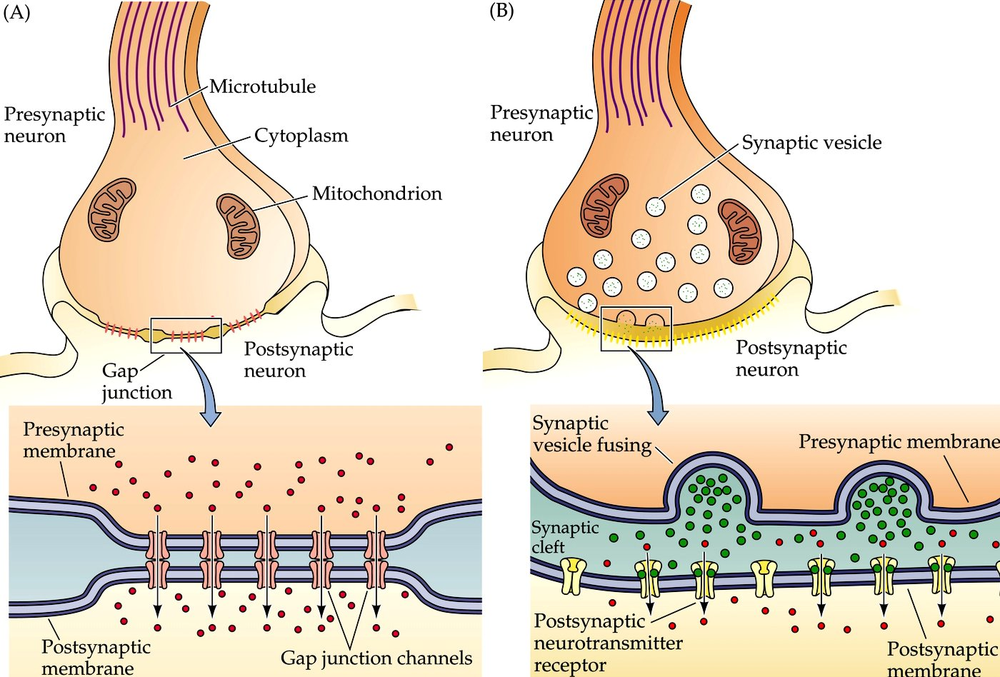 (A)
Microtubule
Presynaptic
neuron
Cytoplasm
Mitochondrion
Postsynaptic
neuron
Gap
junction
Presynaptic
membrane
Gap junction channels
Postsynaptic
membrane
(B)
Presynaptic
neuron
Synaptic vesicle
Postsynaptic
neuron
Synaptic
vesicle fusing
Presynaptic membrane
Synaptic
cleft
Postsynaptic
neurotransmitter
receptor
Postsynaptic
membrane